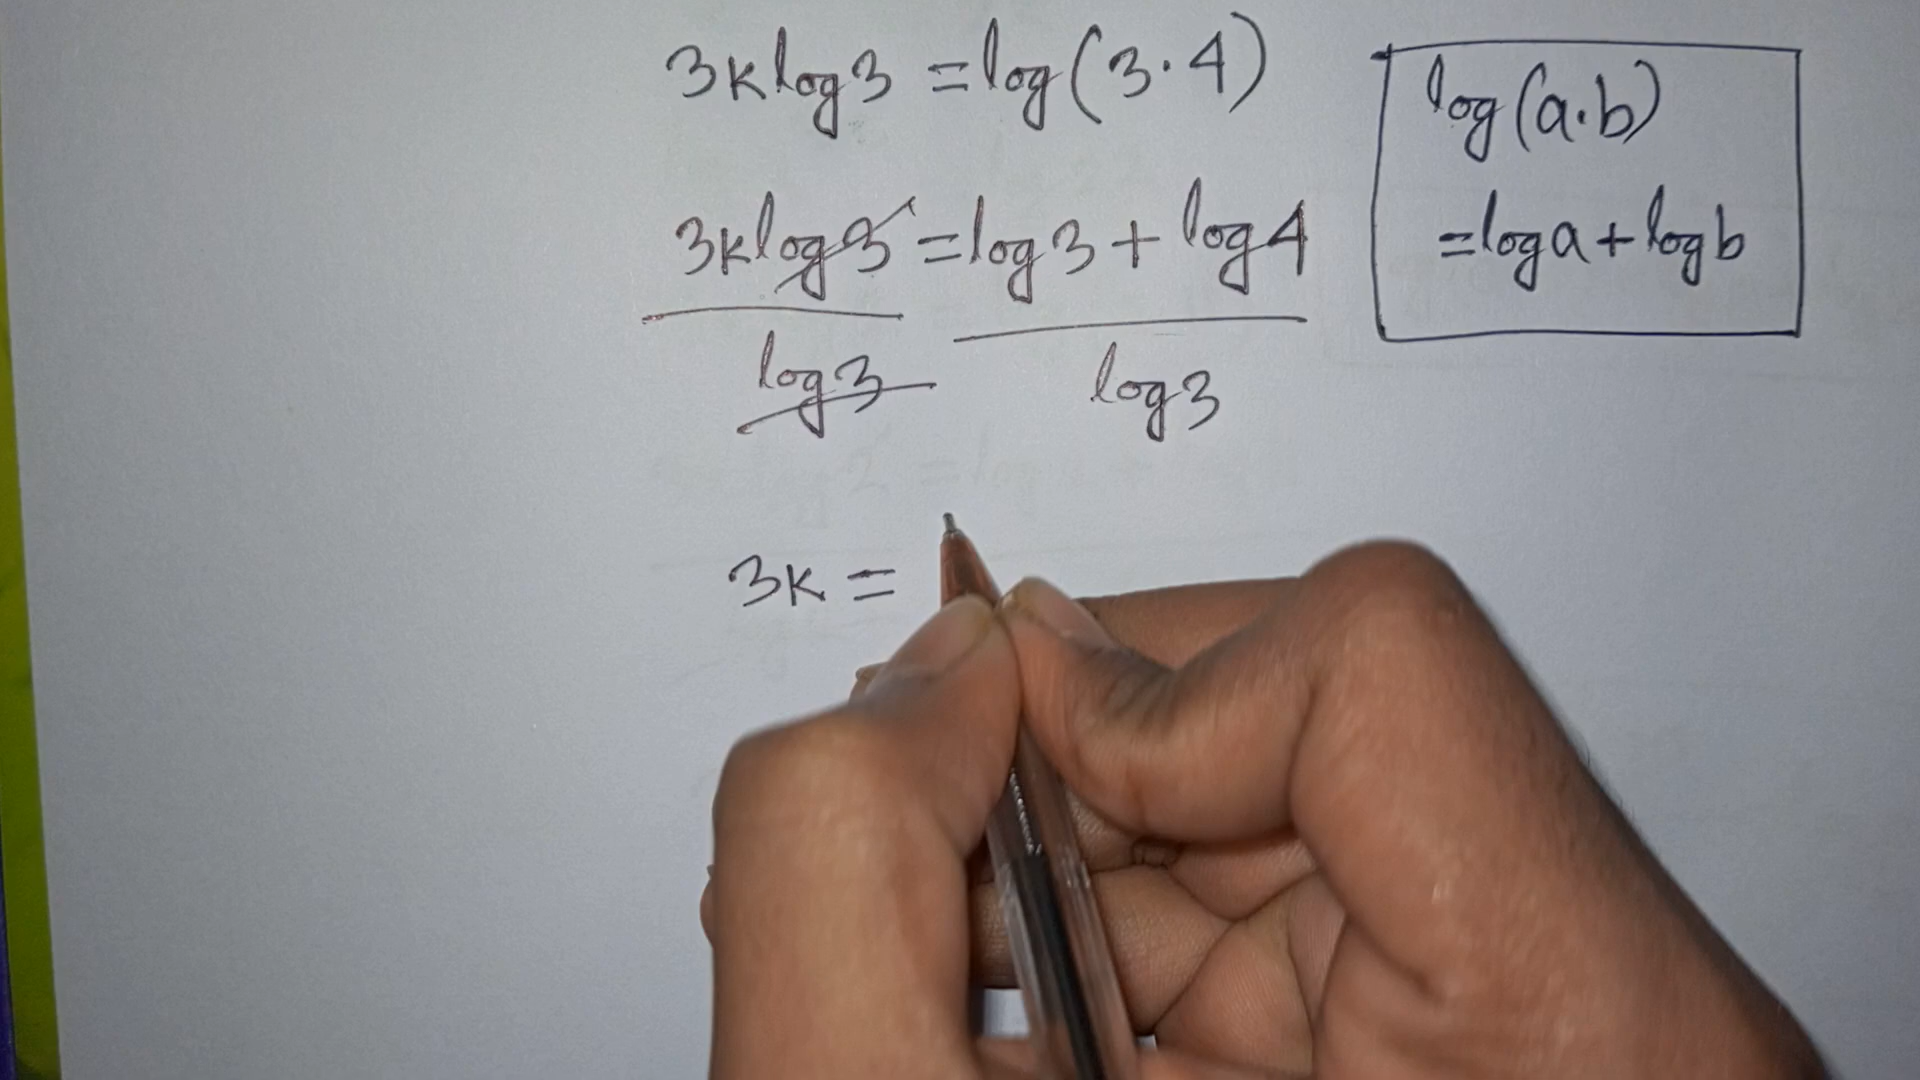 3k log 3 = log (3 · 4)
3k log 3 = log 3 + log 4
log 3 log 3
3k =
log (a·b)
= log a + log b